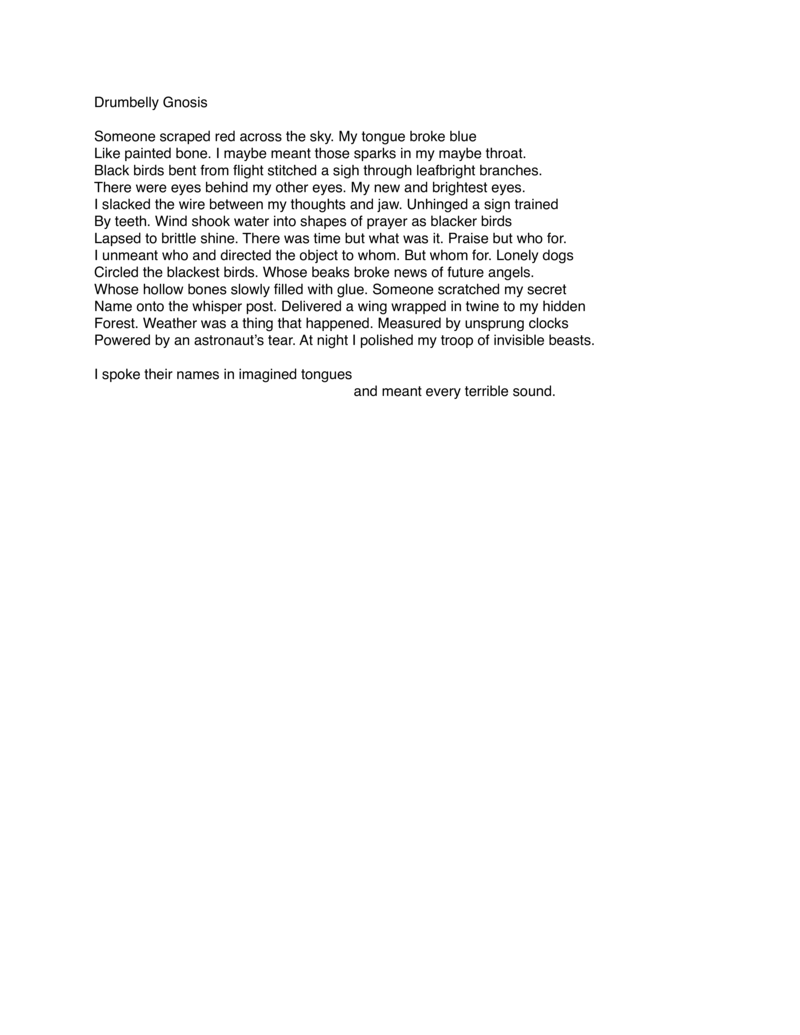 Drumbelly Gnosis
Someone scraped red across the sky. My tongue broke blue
Like painted bone. I maybe meant those sparks in my maybe throat.
Black birds bent from flight stitched a sigh through leafbright branches.
There were eyes behind my other eyes. My new and brightest eyes.
I slacked the wire between my thoughts and jaw. Unhinged a sign trained
By teeth. Wind shook water into shapes of prayer as blacker birds
Lapsed to brittle shine. There was time but what was it. Praise but who for.
I unmeant who and directed the object to whom. But whom for. Lonely dogs
Circled the blackest birds. Whose beaks broke news of future angels.
Whose hollow bones slowly filled with glue. Someone scratched my secret
Name onto the whisper post. Delivered a wing wrapped in twine to my hidden
Forest. Weather was a thing that happened. Measured by unsprung clocks
Powered by an astronaut’s tear. At night I polished my troop of invisible beasts.
I spoke their names in imagined tongues
and meant every terrible sound.